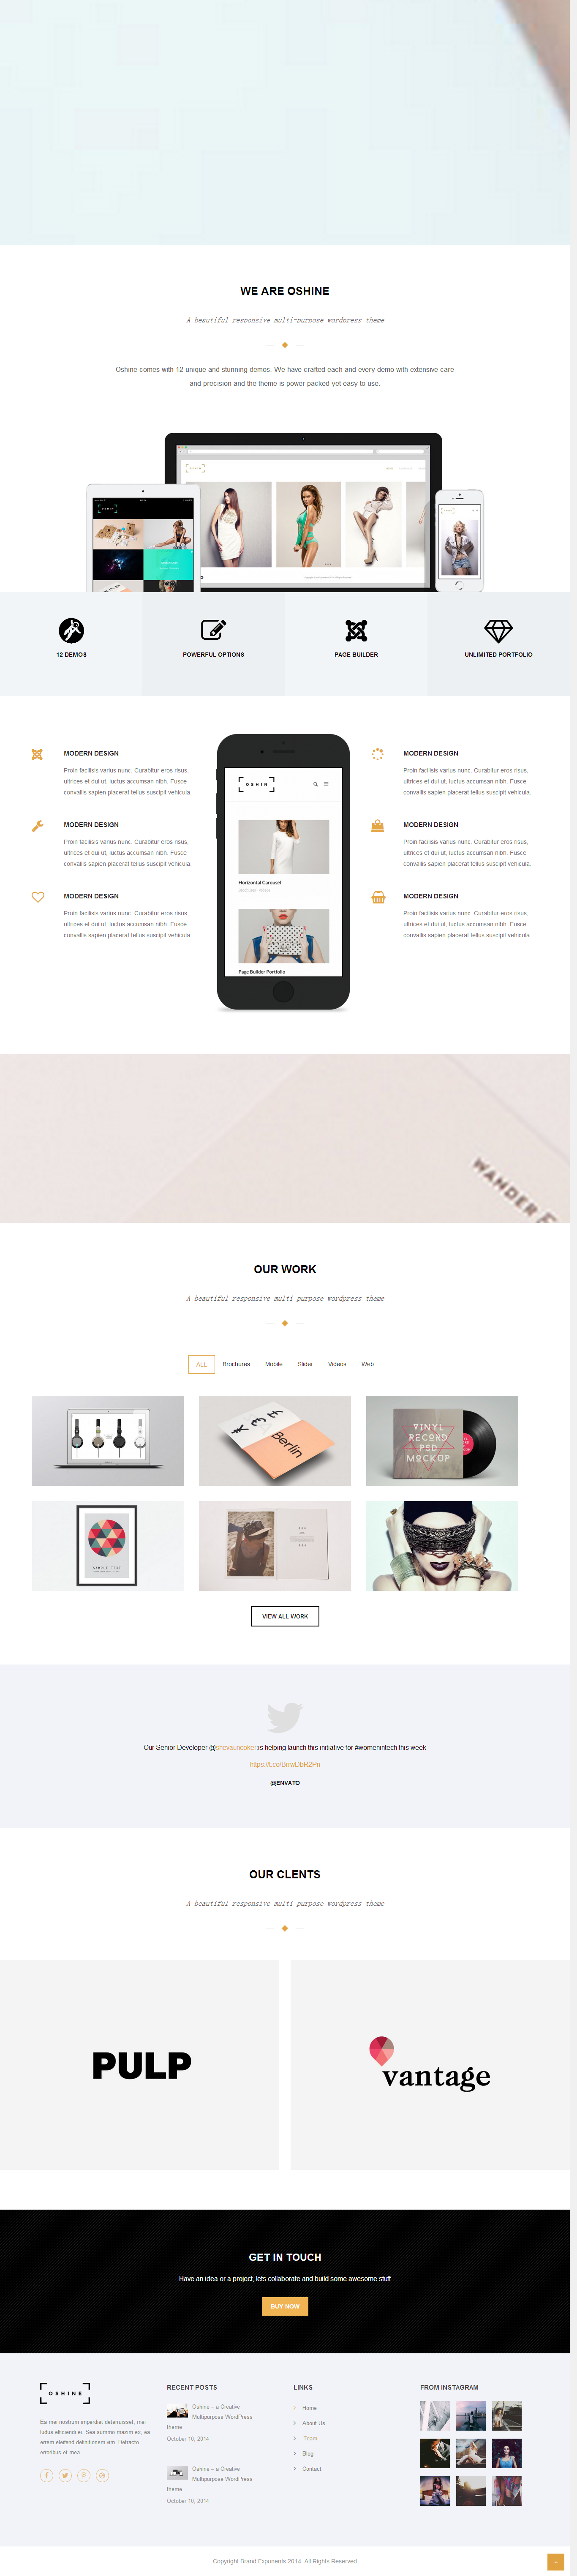 WE ARE OSHINE
A beautiful responsive multi-purpose wordpress theme
Oshine comes with 12 unique and stunning demos. We have crafted each and every demo with extensive care
and precision and the theme is power packed yet easy to use.
OSHIN
OSHIN
12 DEMOS
POWERFUL OPTIONS
PAGE BUILDER
UNLIMITED PORTFOLIO
MODERN DESIGN
Proin facilisis varius nunc. Curabitur eros risus,
ultrices et dui ut, luctus accumsan nibh. Fusce
convallis sapien placerat tellus suscipit vehicula.
MODERN DESIGN
Proin facilisis varius nunc. Curabitur eros risus,
ultrices et dui ut, luctus accumsan nibh. Fusce
convallis sapien placerat tellus suscipit vehicula.
MODERN DESIGN
Proin facilisis varius nunc. Curabitur eros risus,
ultrices et dui ut, luctus accumsan nibh. Fusce
convallis sapien placerat tellus suscipit vehicula.
OSHIN
Horizontal Carousel
Page Builder Portfolio
MODERN DESIGN
Proin facilisis varius nunc. Curabitur eros risus,
ultrices et dui ut, luctus accumsan nibh. Fusce
convallis sapien placerat tellus suscipit vehicula.
MODERN DESIGN
Proin facilisis varius nunc. Curabitur eros risus,
ultrices et dui ut, luctus accumsan nibh. Fusce
convallis sapien placerat tellus suscipit vehicula.
MODERN DESIGN
Proin facilisis varius nunc. Curabitur eros risus,
ultrices et dui ut, luctus accumsan nibh. Fusce
convallis sapien placerat tellus suscipit vehicula.
WANDER
OUR WORK
A beautiful responsive multi-purpose wordpress theme
ALL Brochures Mobile Slider Videos Web
Berlin
VINYL
RECORD
PSD
MOCKUP
SAMPLE TEXT
VIEW ALL WORK
Our Senior Developer @shevauncoker is helping launch this initiative for #womenintech this week
https://t.co/BnwDbR2Pn
@ENVATO
OUR CLENTS
A beautiful responsive multi-purpose wordpress theme
PULP
vantage
GET IN TOUCH
Have an idea or a project, lets collaborate and build some awesome stuff
BUY NOW
OSHINE
Ea mei nostrum imperdiet deterruisset, mei
ludus efficiendi ei. Sea summo mazim ex, ea
errem eleifend definitionem vim. Detracto
erroribus et mea.
RECENT POSTS
Oshine – a Creative
Multipurpose WordPress
theme
October 10, 2014
Oshine – a Creative
Multipurpose WordPress
theme
October 10, 2014
LINKS
Home
About Us
Team
Blog
Contact
FROM INSTAGRAM
Copyright Brand Exponents 2014. All Rights Reserved